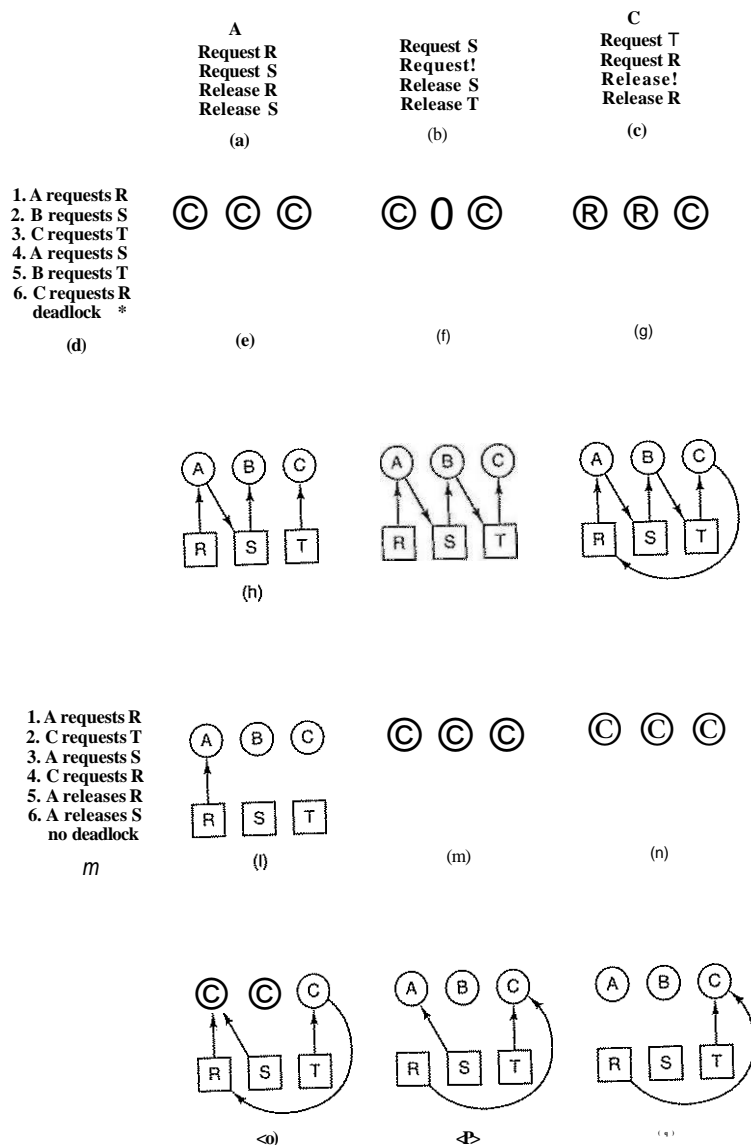 A
Request R
Request S
Release R
Release S
(a)
Request S
Request!
Release S
Release T
(b)
C
Request T
Request R
Release!
Release R
(c)
1. A requests R
2. B requests S
3. C requests T
4. A requests S
5. B requests T
6. C requests R
deadlock *
(d)
© © ©
(e)
© 0 ©
(f)
® ® ©
(g)
A B C
R S T
(h)
A B C
R S T
A B C
R S T
1. A requests R
2. C requests T
3. A requests S
4. C requests R
5. A releases R
6. A releases S
no deadlock
m
A B C
R S T
(l)
© © ©
(m)
© © ©
(n)
© © C
R S T
<o)
A B C
R S T
<P>
A B C
R S T